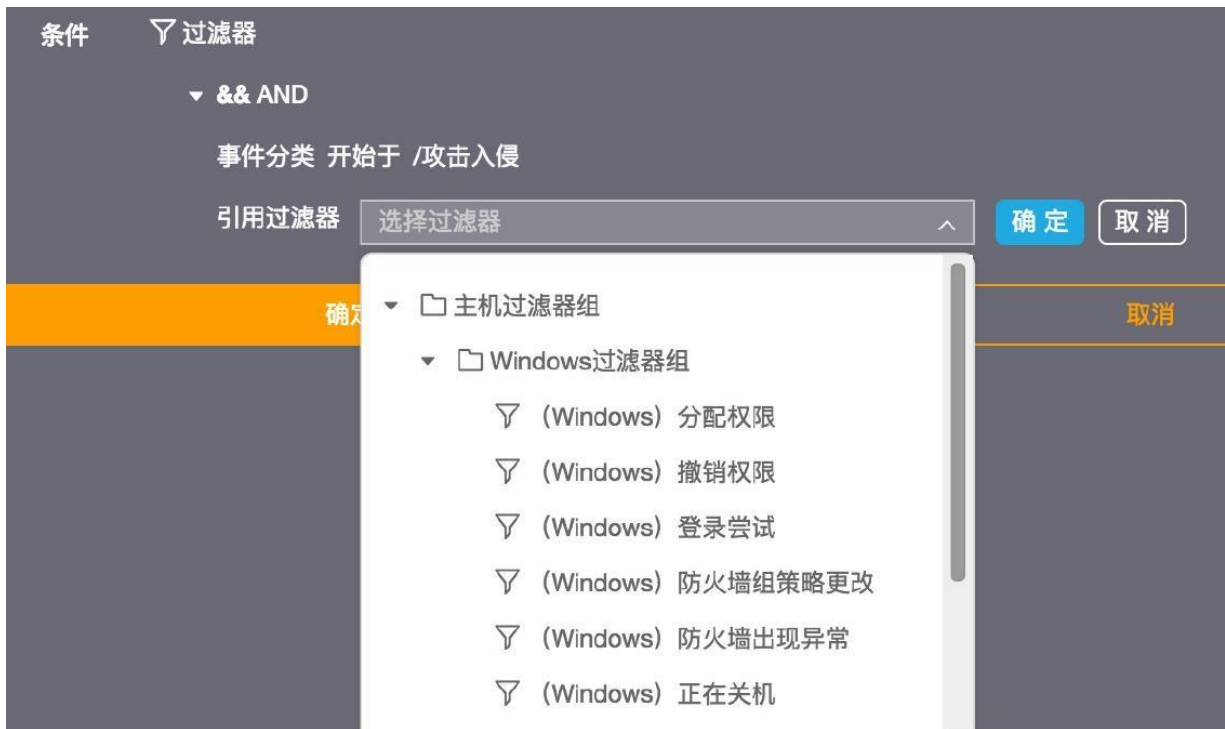 条件 过滤器
&& AND
事件分类 开始于 /攻击入侵
引用过滤器 选择过滤器 确 定 取 消
主机过滤器组
确定 取消
Windows过滤器组
（Windows）分配权限
（Windows）撤销权限
（Windows）登录尝试
（Windows）防火墙组策略更改
（Windows）防火墙出现异常
（Windows）正在关机